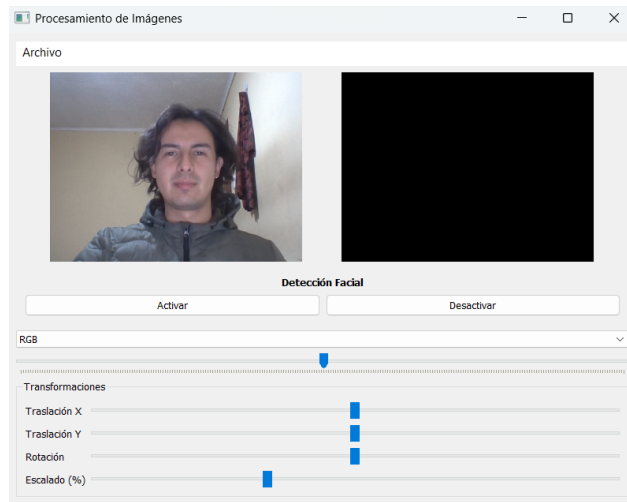 Procesamiento de Imágenes
Archivo
Detección Facial
Activar Desactivar
RGB
Transformaciones
Traslación X
Traslación Y
Rotación
Escalado (%)